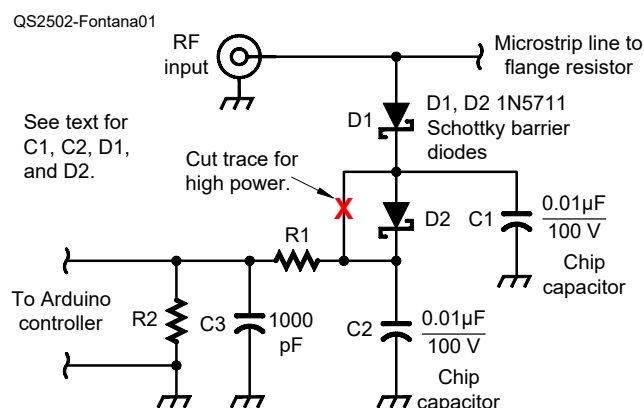 QS2502-Fontana01
RF
input
Microstrip line to
flange resistor
D1
D1, D2 1N5711
Schottky barrier
diodes
See text for
C1, C2, D1,
and D2.
Cut trace for
high power.
X
D2
C1
0.01µF
100 V
Chip
capacitor
R1
To Arduino
controller
R2
C3
1000
pF
C2
0.01µF
100 V
Chip
capacitor